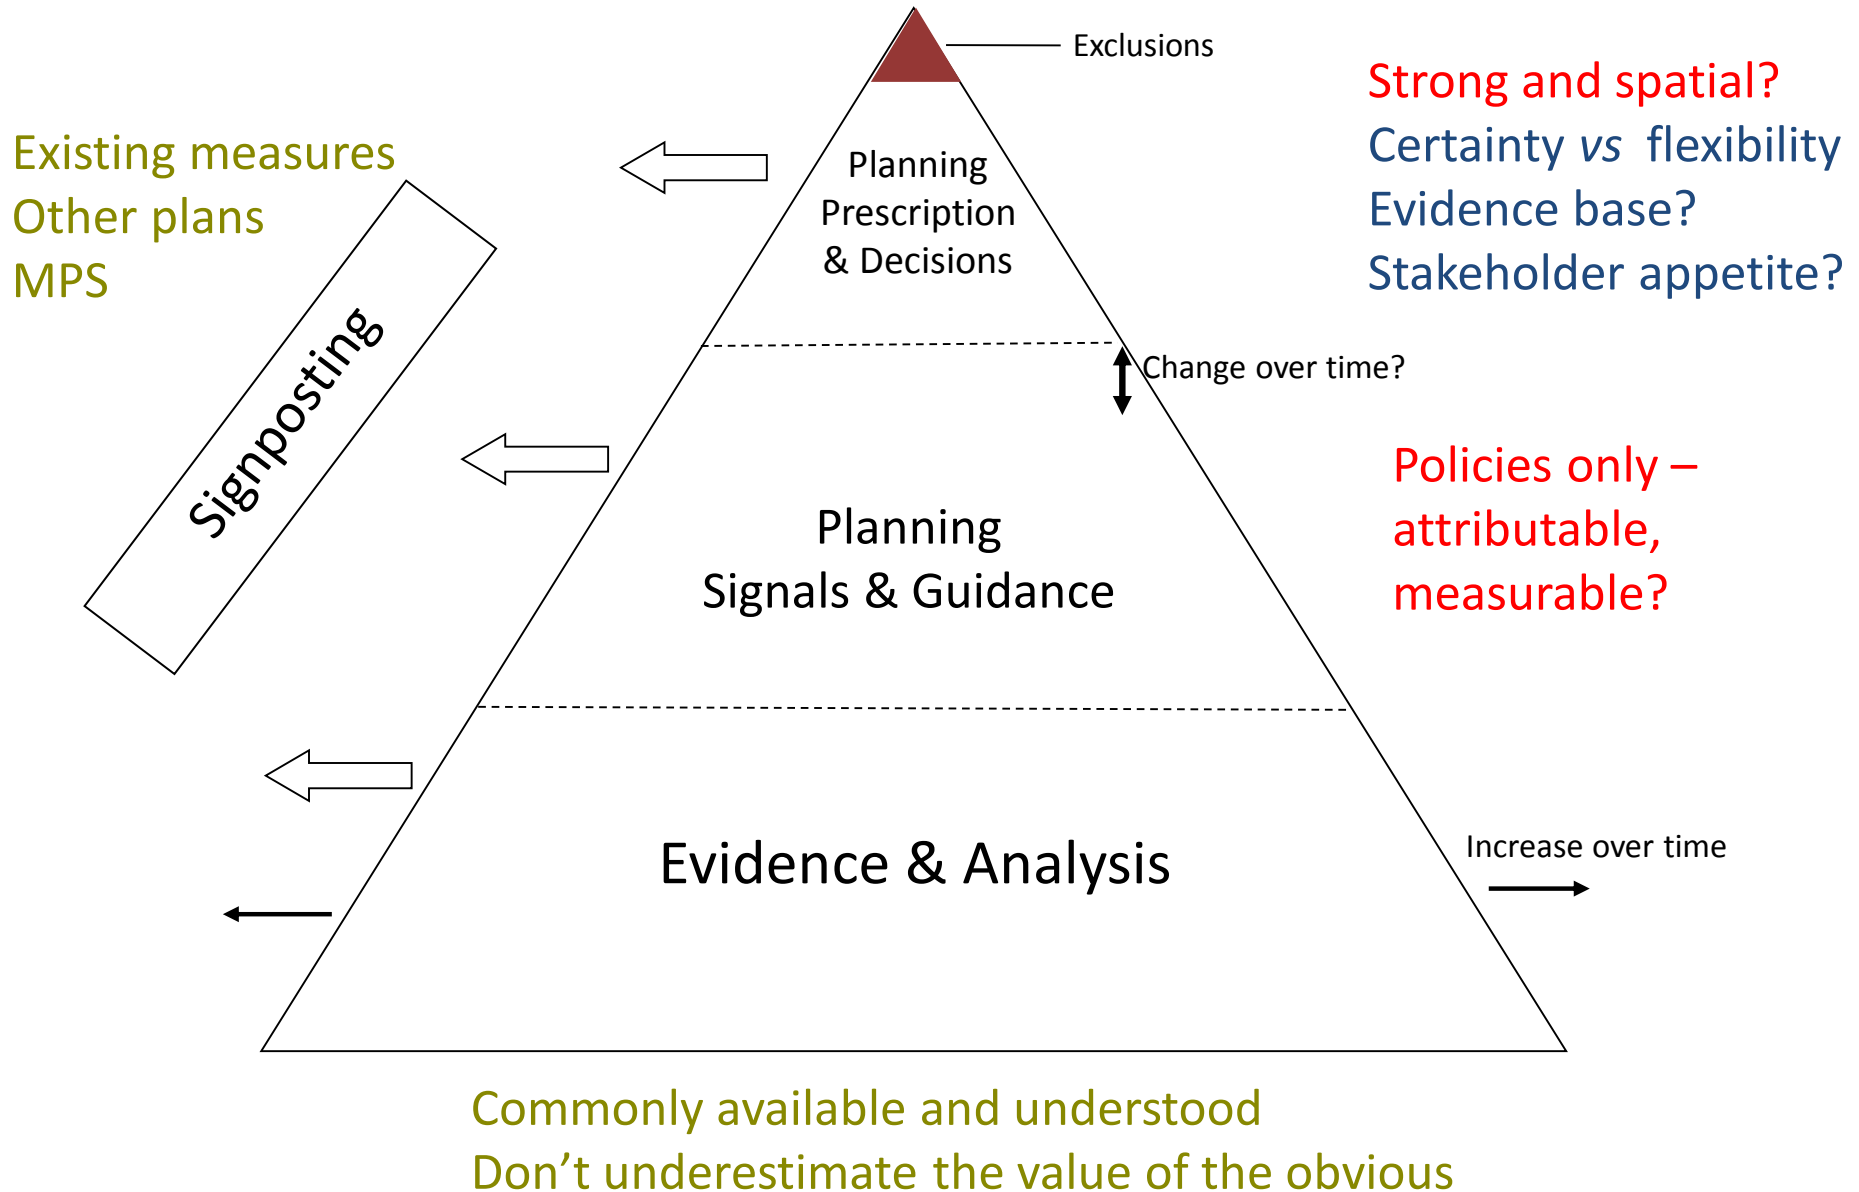 Exclusions
Strong and spatial?
Certainty vs flexibility
Evidence base?
Stakeholder appetite?
Existing measures
Other plans
MPS
Planning
Prescription
& Decisions
Signposting
Change over time?
Policies only –
attributable,
measurable?
Planning
Signals & Guidance
Evidence & Analysis
Increase over time
Commonly available and understood
Don’t underestimate the value of the obvious